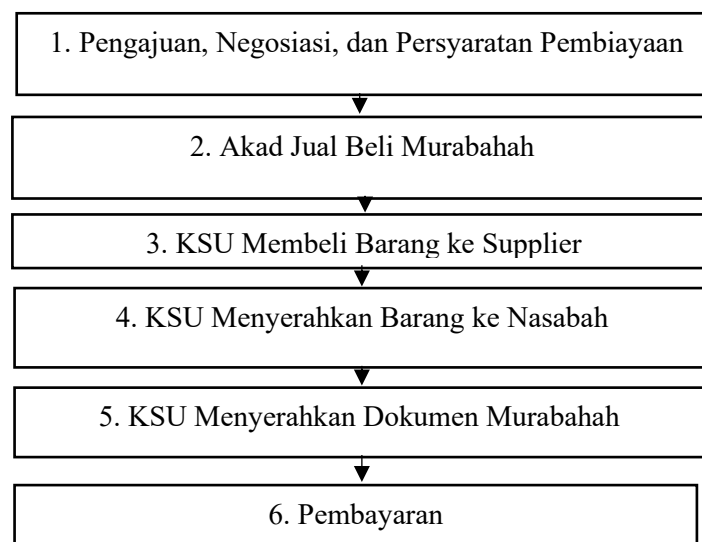 1. Pengajuan, Negosiasi, dan Persyaratan Pembiayaan
2. Akad Jual Beli Murabahah
3. KSU Membeli Barang ke Supplier
4. KSU Menyerahkan Barang ke Nasabah
5. KSU Menyerahkan Dokumen Murabahah
6. Pembayaran